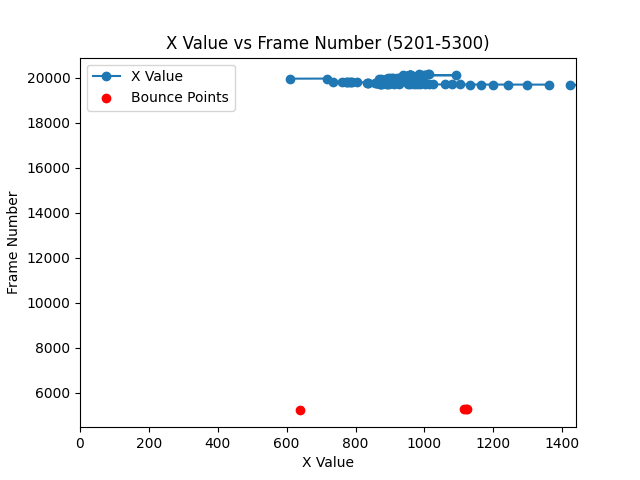 X Value vs Frame Number (5201-5300)
X Value
Bounce Points
Frame Number
20000
18000
16000
14000
12000
10000
8000
6000
0 200 400 600 800 1000 1200 1400
X Value